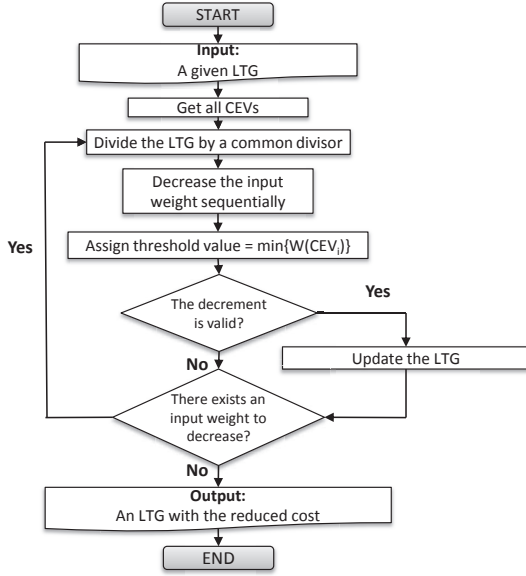 START
Input:
A given LTG
Get all CEVs
Divide the LTG by a common divisor
Decrease the input
weight sequentially
Yes
Assign threshold value = min{W(CEVi)}
The decrement
is valid?
Yes
Update the LTG
No
There exists an
input weight to
decrease?
No
Output:
An LTG with the reduced cost
END